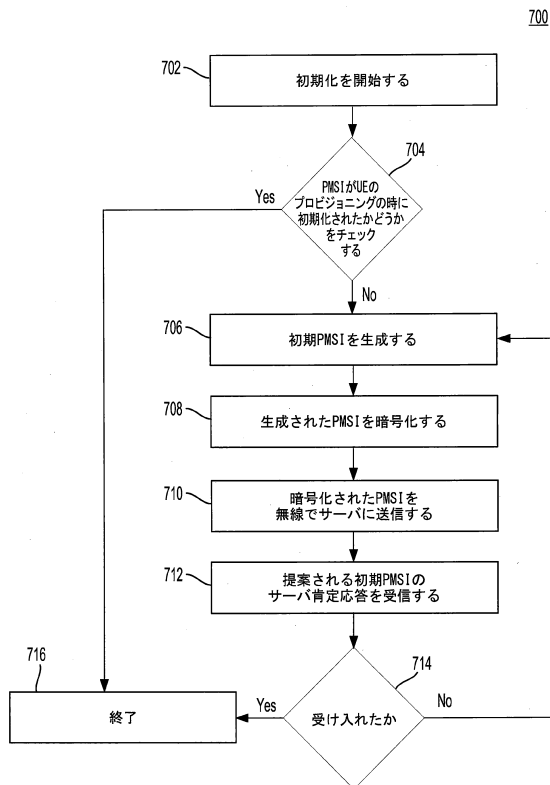 700
702
初期化を開始する
704
PMSIがUEの
プロビジョニングの時に
初期化されたかどうか
をチェック
する
Yes
No
706
初期PMSIを生成する
708
生成されたPMSIを暗号化する
710
暗号化されたPMSIを
無線でサーバに送信する
712
提案される初期PMSIの
サーバ肯定応答を受信する
714
受け入れたか
Yes
No
716
終了